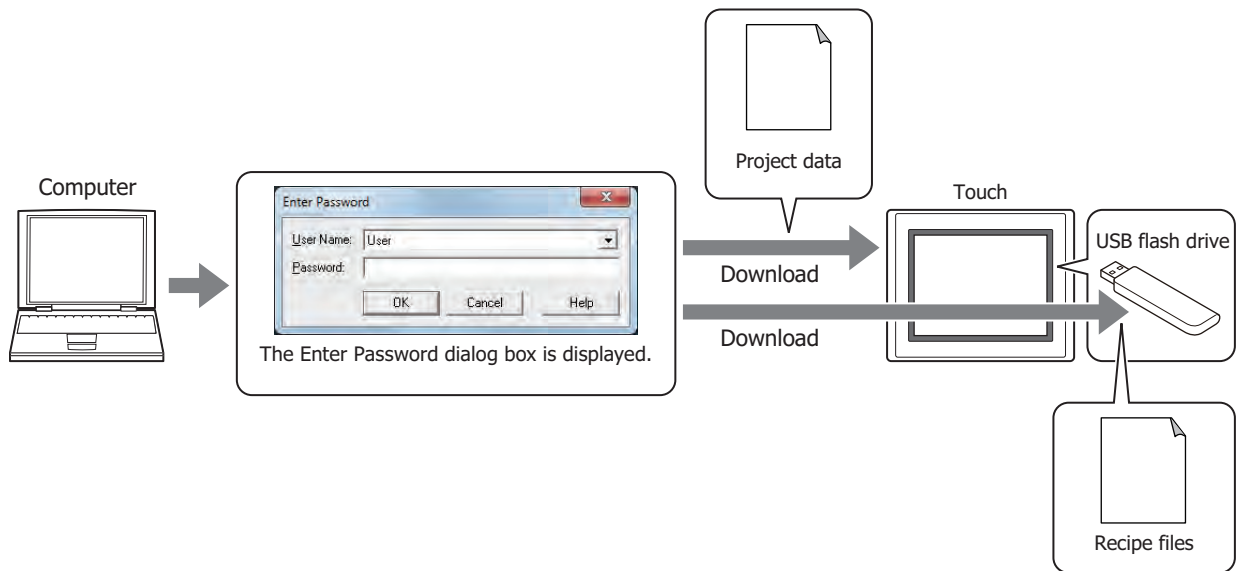 Project data
Computer
Touch
Enter Password
User Name: User
Password:
OK Cancel Help
The Enter Password dialog box is displayed.
Download
Download
USB flash drive
Recipe files